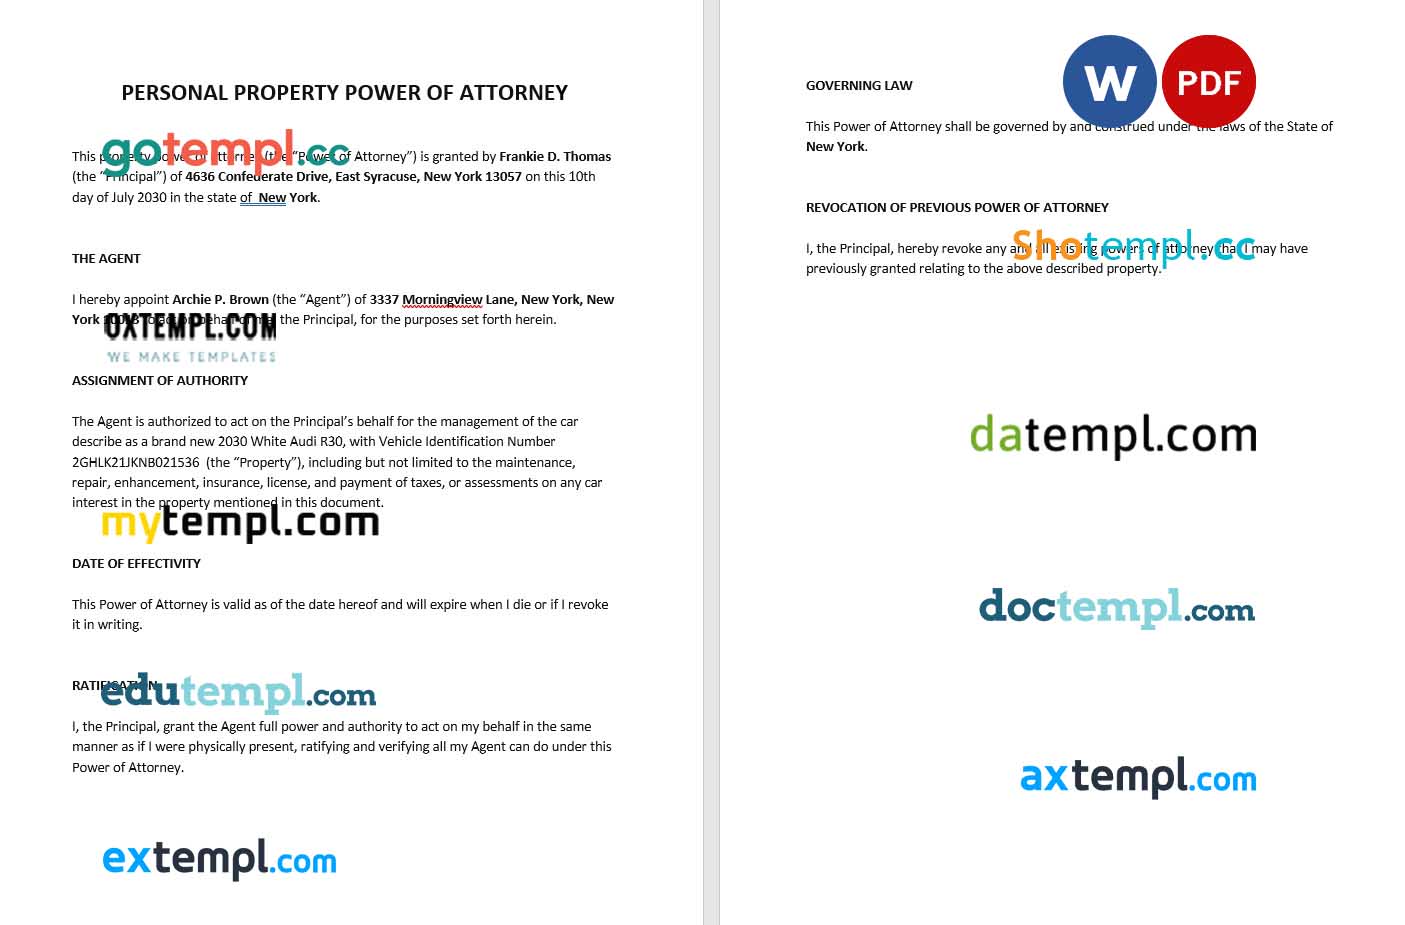 PERSONAL PROPERTY POWER OF ATTORNEY
gotempl.cc
This property power of attorney (the “Power of Attorney”) is granted by Frankie D. Thomas
(the “Principal”) of 4636 Confederate Drive, East Syracuse, New York 13057 on this 10th
day of July 2030 in the state of New York.
THE AGENT
I hereby appoint Archie P. Brown (the “Agent”) of 3337 Morningview Lane, New York, New
York to act on behalf of me, the Principal, for the purposes set forth herein.
OXTEMPL.COM
WE MAKE TEMPLATES
ASSIGNMENT OF AUTHORITY
The Agent is authorized to act on the Principal’s behalf for the management of the car
describe as a brand new 2030 White Audi R30, with Vehicle Identification Number
2GHLK21JKNB021536 (the “Property”), including but not limited to the maintenance,
repair, enhancement, insurance, license, and payment of taxes, or assessments on any car
interest in the property mentioned in this document.
mytempl.com
DATE OF EFFECTIVITY
This Power of Attorney is valid as of the date hereof and will expire when I die or if I revoke
it in writing.
RATIFICATION
edutempl.com
I, the Principal, grant the Agent full power and authority to act on my behalf in the same
manner as if I were physically present, ratifying and verifying all my Agent can do under this
Power of Attorney.
extempl.com
W PDF
GOVERNING LAW
This Power of Attorney shall be governed by and construed under the laws of the State of
New York.
REVOCATION OF PREVIOUS POWER OF ATTORNEY
Shotempl.cc
I, the Principal, hereby revoke any and all existing powers of attorney that I may have
previously granted relating to the above described property.
datempl.com
doctempl.com
axtempl.com